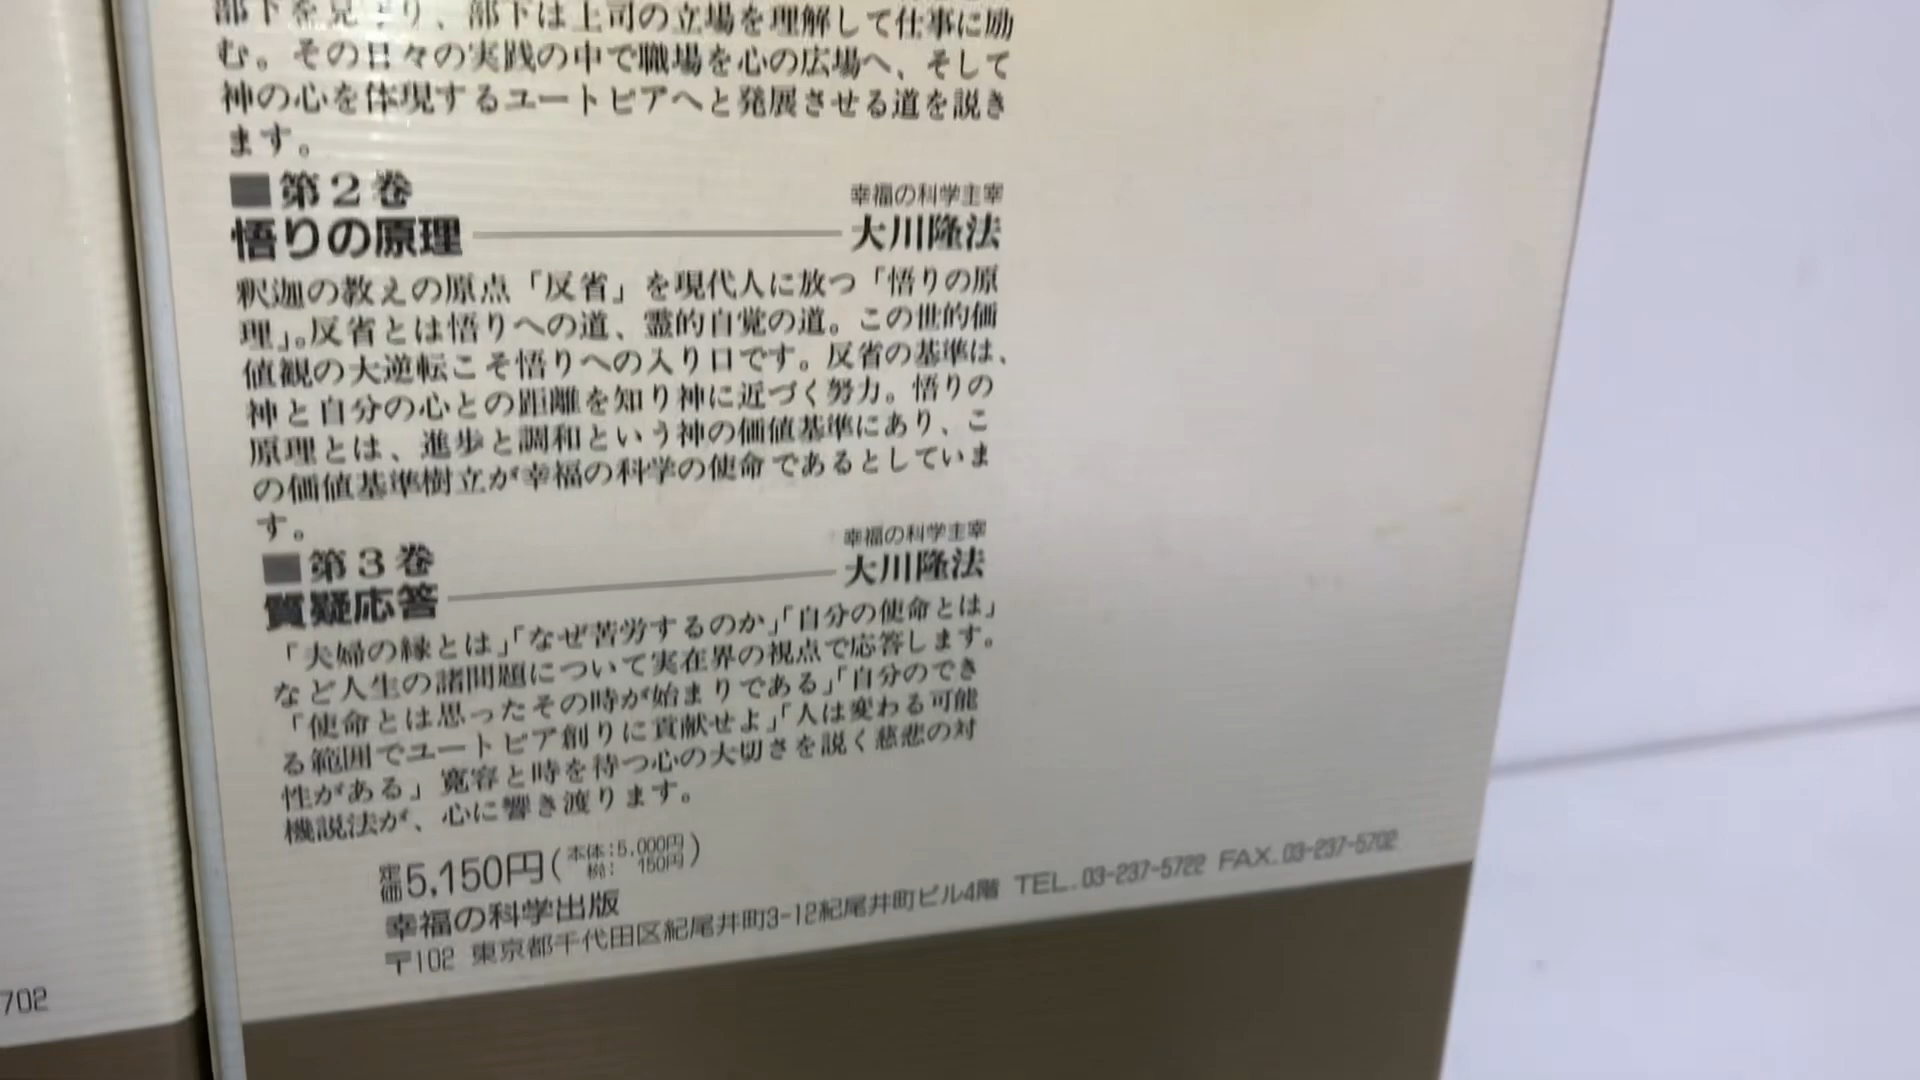 部下を見守り、部下は上司の立場を理解して仕事に励
む。その日々の実践の中で職場を心の広場へ、そして
神の心を体現するユートピアへと発展させる道を説き
ます。
■第2巻
幸福の科学主宰
悟りの原理 大川隆法
釈迦の教えの原点「反省」を現代人に放つ「悟りの原
理」。反省とは悟りへの道、霊的自覚の道。この世的価
値観の大逆転こそ悟りへの入り口です。反省の基準は、
神と自分の心との距離を知り神に近づく努力。悟りの
原理とは、進歩と調和という神の価値基準にあり、こ
の価値基準樹立が幸福の科学の使命であるとしていま
す。
■第3巻
幸福の科学主宰
質疑応答 大川隆法
「夫婦の縁とは」「なぜ苦労するのか」「自分の使命とは」
など人生の諸問題について実在界の視点で応答します。
「使命とは思ったその時が始まりである」「自分のでき
る範囲でユートピア創りに貢献せよ」「人は変わる可能
性がある」寛容と時を待つ心の大切さを説く慈悲の対
機説法が、心に響き渡ります。
定価5,150円(本体:5,000円 税: 150円)
幸福の科学出版
〒102 東京都千代田区紀尾井町3-12紀尾井町ビル4階 TEL.03-237-5722 FAX.03-237-5702
702